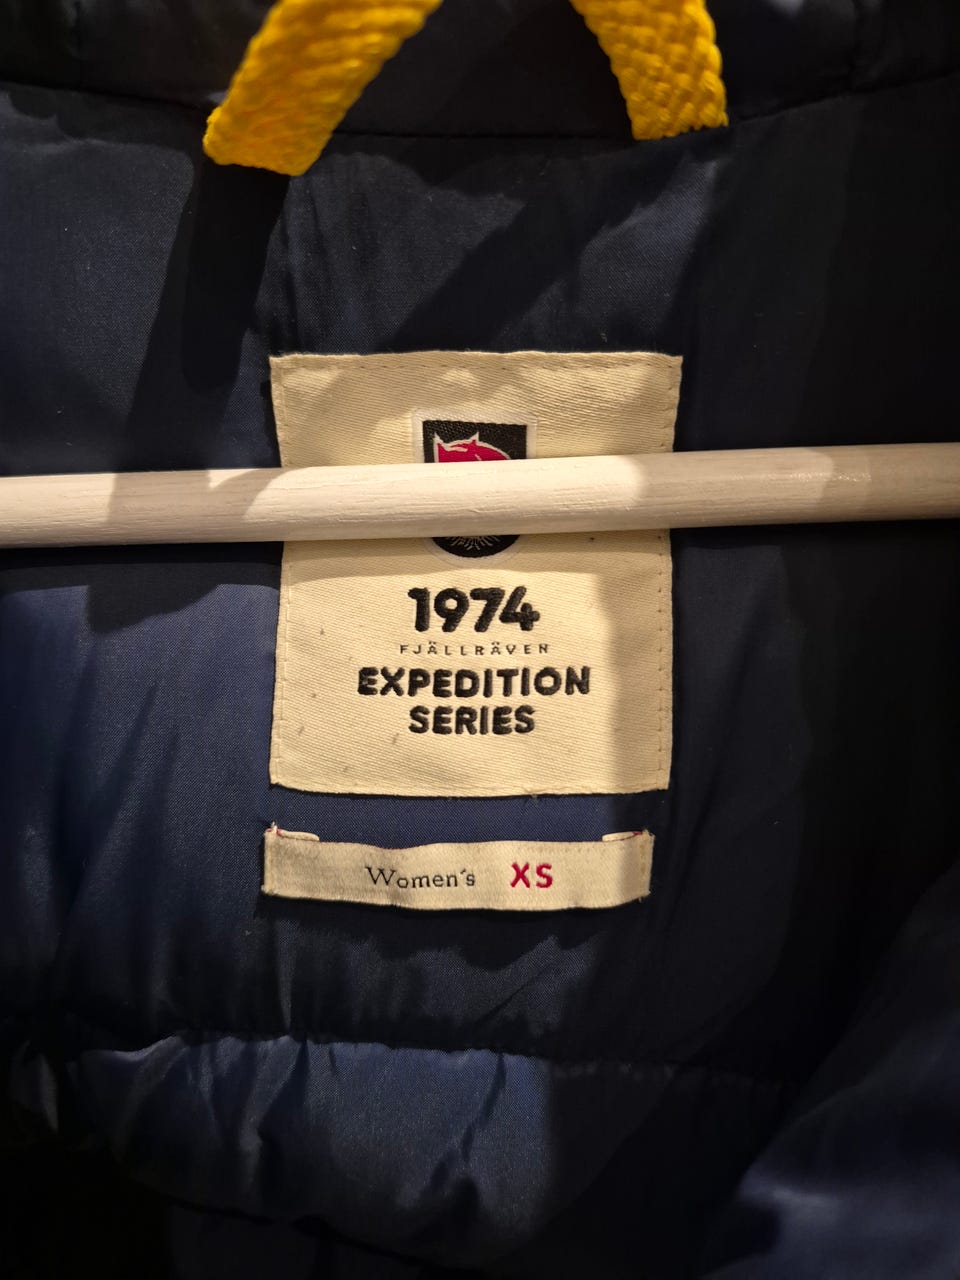 1974
FJÄLLRÄVEN
EXPEDITION
SERIES
Women's XS